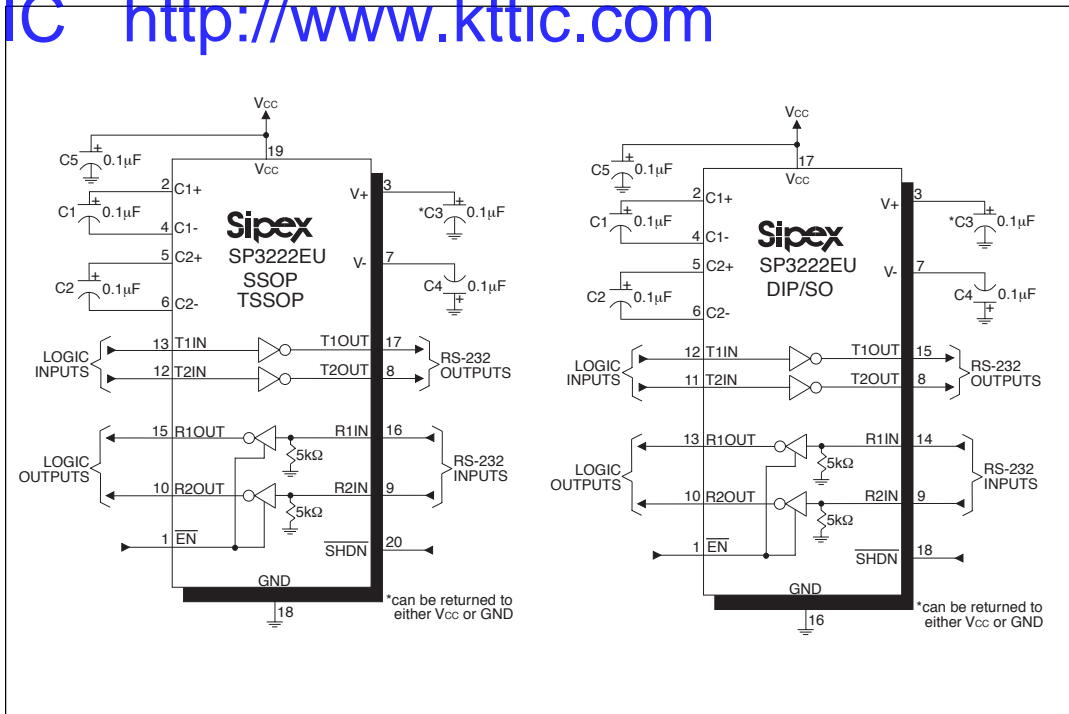 IC http://www.kttic.com
VCC
C5 + 0.1µF
19
VCC
2 C1+
C1 + 0.1µF
4 C1-
5 C2+
C2 + 0.1µF
6 C2-
V+ 3
*C3 + 0.1µF
V- 7
C4 0.1µF
+
Sipex
SP3222EU
SSOP
TSSOP
LOGIC
INPUTS
13 T1IN
T1OUT 17
12 T2IN
T2OUT 8
RS-232
OUTPUTS
LOGIC
OUTPUTS
15 R1OUT
R1IN 16
5kΩ
10 R2OUT
R2IN 9
5kΩ
RS-232
INPUTS
1 EN
SHDN 20
GND
18
*can be returned to
either VCC or GND
VCC
C5 + 0.1µF
17
VCC
2 C1+
C1 + 0.1µF
4 C1-
5 C2+
C2 + 0.1µF
6 C2-
V+ 3
*C3 + 0.1µF
V- 7
C4 0.1µF
+
Sipex
SP3222EU
DIP/SO
LOGIC
INPUTS
12 T1IN
T1OUT 15
11 T2IN
T2OUT 8
RS-232
OUTPUTS
LOGIC
OUTPUTS
13 R1OUT
R1IN 14
5kΩ
10 R2OUT
R2IN 9
5kΩ
RS-232
INPUTS
1 EN
SHDN 18
GND
16
*can be returned to
either VCC or GND